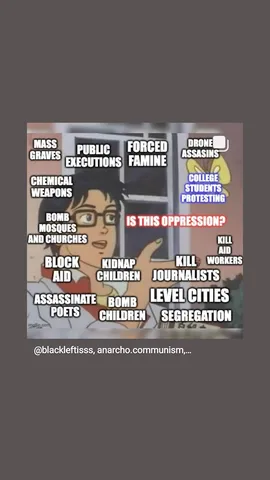 MASS
GRAVES
PUBLIC
EXECUTIONS
FORCED
FAMINE
DRONE
ASSASINS
CHEMICAL
WEAPONS
COLLEGE
STUDENTS
PROTESTING
BOMB
MOSQUES
AND CHURCHES
IS THIS OPPRESSION?
KILL
AID
WORKERS
BLOCK
AID
KIDNAP
CHILDREN
KILL
JOURNALISTS
ASSASSINATE
POETS
BOMB
CHILDREN
LEVEL CITIES
SEGREGATION
@blackleftisss, anarcho.communism,...